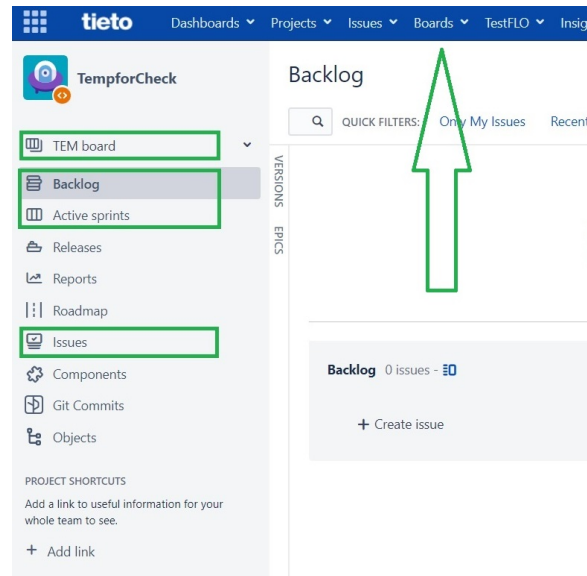 tieto Dashboards Projects Issues Boards TestFLO
TempforCheck
TEM board
Backlog
Active sprints
Releases
Reports
Roadmap
Issues
Components
Git Commits
Objects
PROJECT SHORTCUTS
Add a link to useful information for your
whole team to see.
+ Add link
Backlog
QUICK FILTERS: Only My Issues
VERSIONS
EPICS
Backlog 0 issues -
+ Create issue